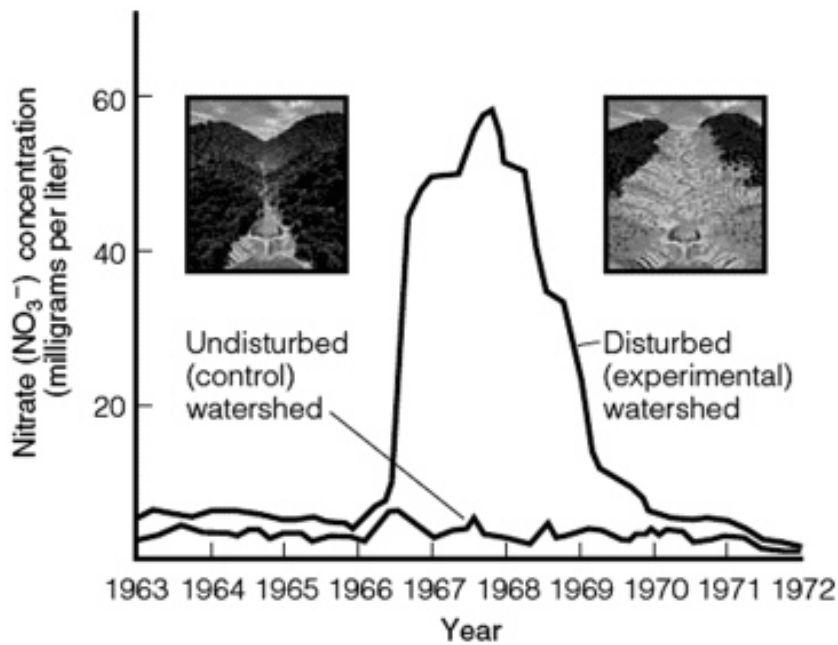 Nitrate (NO₃⁻) concentration
(milligrams per liter)
60
40
20
Undisturbed
(control)
watershed
Disturbed
(experimental)
watershed
1963 1964 1965 1966 1967 1968 1969 1970 1971 1972
Year